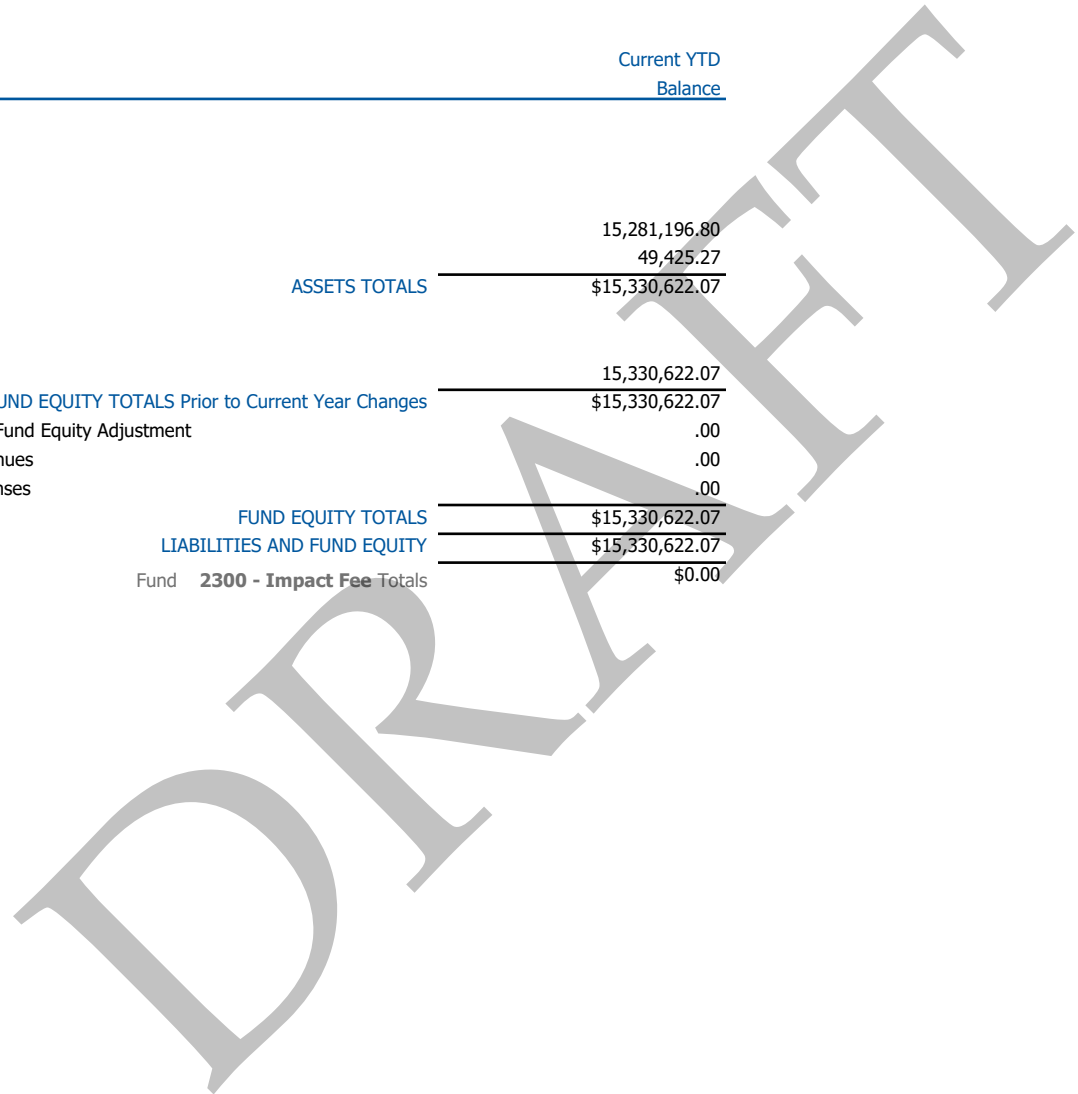 Current YTD
Balance
15,281,196.80
49,425.27
ASSETS TOTALS $15,330,622.07
15,330,622.07
EQUITY TOTALS Prior to Current Year Changes $15,330,622.07
Fund Equity Adjustment .00
.00
.00
FUND EQUITY TOTALS $15,330,622.07
LIABILITIES AND FUND EQUITY $15,330,622.07
Fund 2300 - Impact Fee Totals $0.00
DRAFT